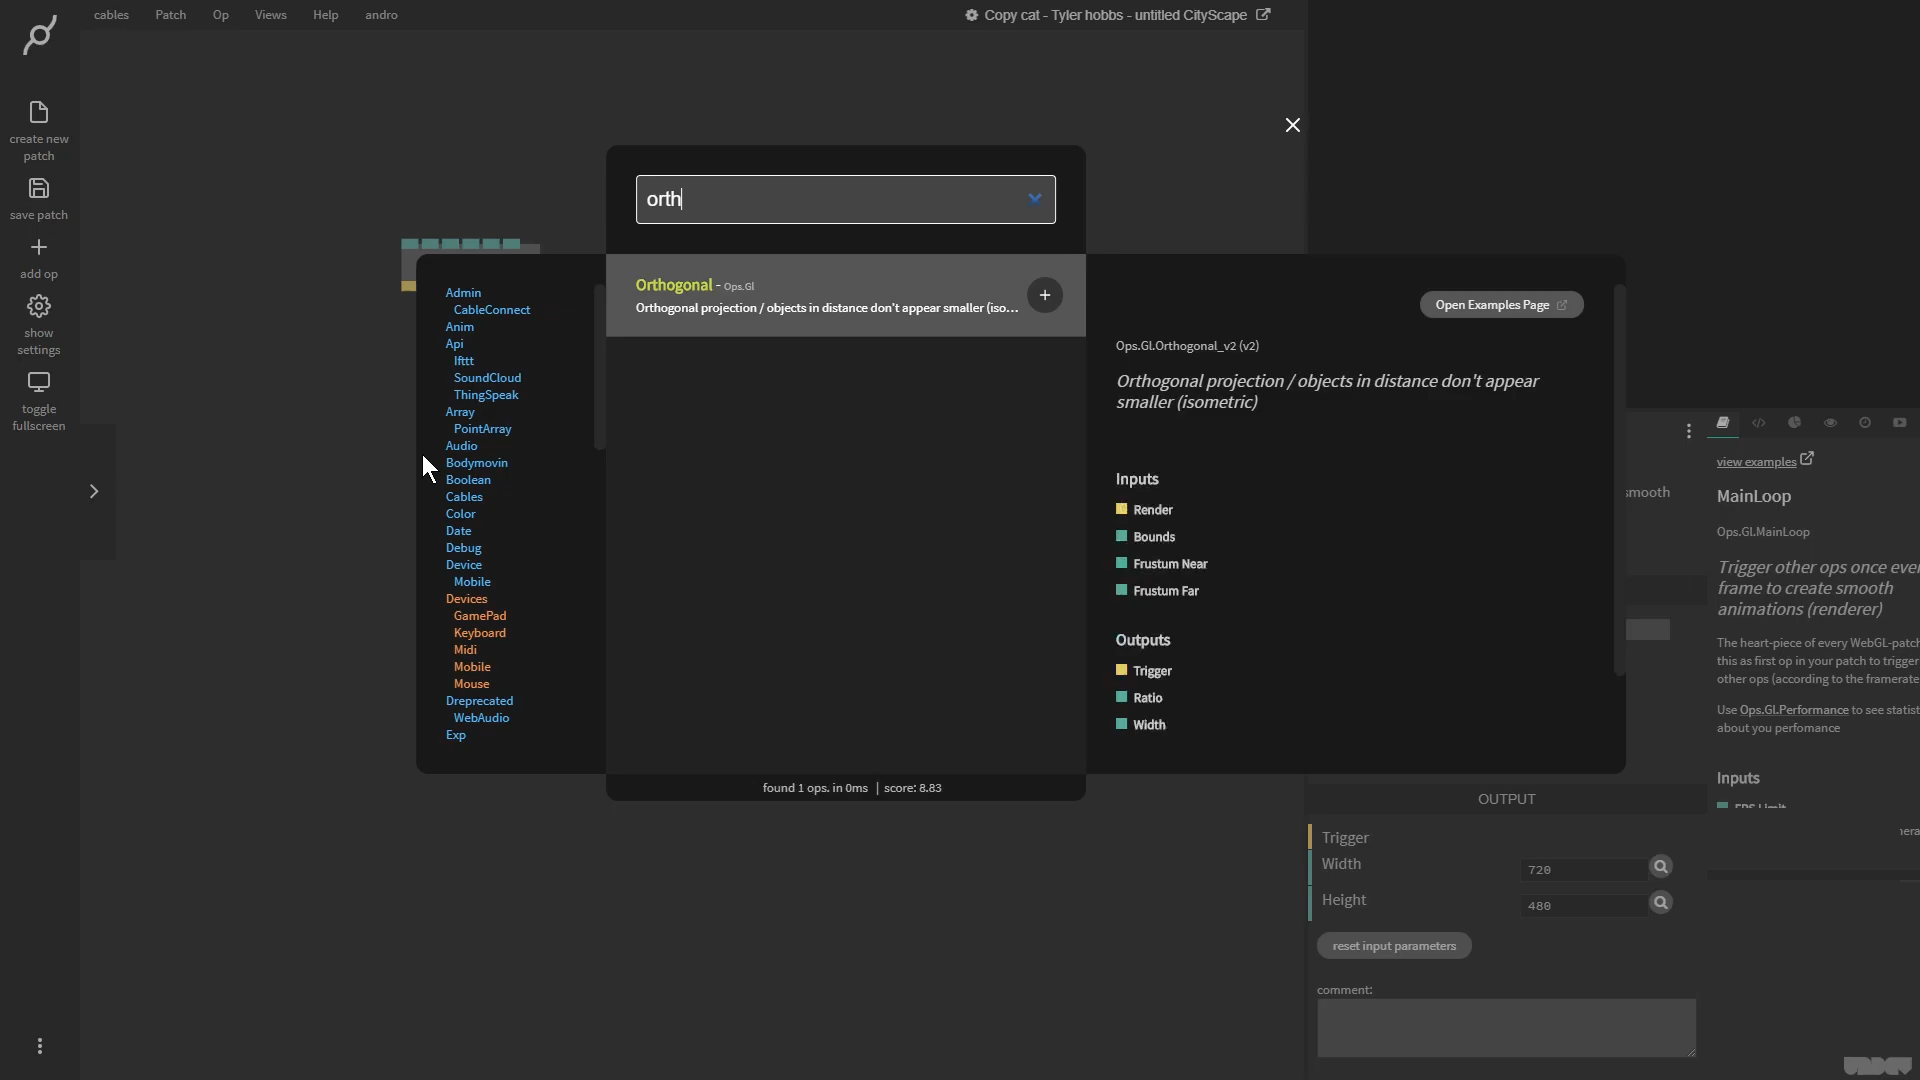 cables Patch Op Views Help andro
Copy cat - Tyler hobbs - untitled CityScape
create new
patch
save patch
add op
show
settings
toggle
fullscreen
orth
Orthogonal - Ops.Gl
Orthogonal projection / objects in distance don't appear smaller (iso...
Admin
CableConnect
Anim
Api
Ifttt
SoundCloud
ThingSpeak
Array
PointArray
Audio
Bodymovin
Boolean
Cables
Color
Date
Debug
Device
Mobile
Devices
GamePad
Keyboard
Midi
Mobile
Mouse
Dreprecated
WebAudio
Exp
found 1 ops. in 0ms | score: 8.83
Open Examples Page
Ops.Gl.Orthogonal_v2 (v2)
Orthogonal projection / objects in distance don't appear
smaller (isometric)
Inputs
Render
Bounds
Frustum Near
Frustum Far
Outputs
Trigger
Ratio
Width
smooth
view examples
MainLoop
Ops.Gl.MainLoop
Trigger other ops once ever
frame to create smooth
animations (renderer)
The heart-piece of every WebGL-patch
this as first op in your patch to trigger
other ops (according to the framerate
Use Ops.Gl.Performance to see statist
about you perfomance
Inputs
OUTPUT
Trigger
Width 720
Height 480
reset input parameters
comment: